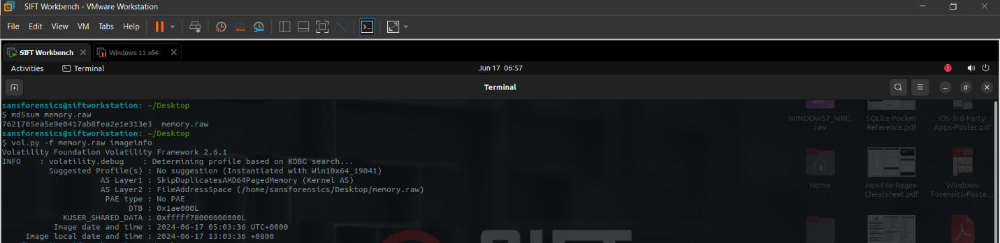 SIFT Workbench - VMware Workstation
File Edit View VM Tabs Help
SIFT Workbench Windows 11 x64
Activities Terminal Jun 17 06:57
Terminal
sansforensics@siftworkstation: ~/Desktop
$ md5sum memory.raw
7621705ea5e9e0417ab8fea2e1e313e3 memory.raw
sansforensics@siftworkstation: ~/Desktop
$ vol.py -f memory.raw imageinfo
Volatility Foundation Volatility Framework 2.6.1
INFO : volatility.debug : Determining profile based on KDBG search...
Suggested Profile(s) : No suggestion (Instantiated with Win10x64_19041)
AS Layer1 : SkipDuplicatesAMD64PagedMemory (Kernel AS)
AS Layer2 : FileAddressSpace (/home/sansforensics/Desktop/memory.raw)
PAE type : No PAE
DTB : 0x1ae000L
KUSER_SHARED_DATA : 0xfffff78000000000L
Image date and time : 2024-06-17 05:03:36 UTC+0000
Image local date and time : 2024-06-17 13:03:36 +0800
WINDOWS7_MRC.
raw
SQLite-Pocket-
Reference.pdf
iOS-3rd-Party-
Apps-Poster.pdf
Home
Hex-File-Regex-
Cheatsheet.pdf
Windows-
Forensics-Poste...